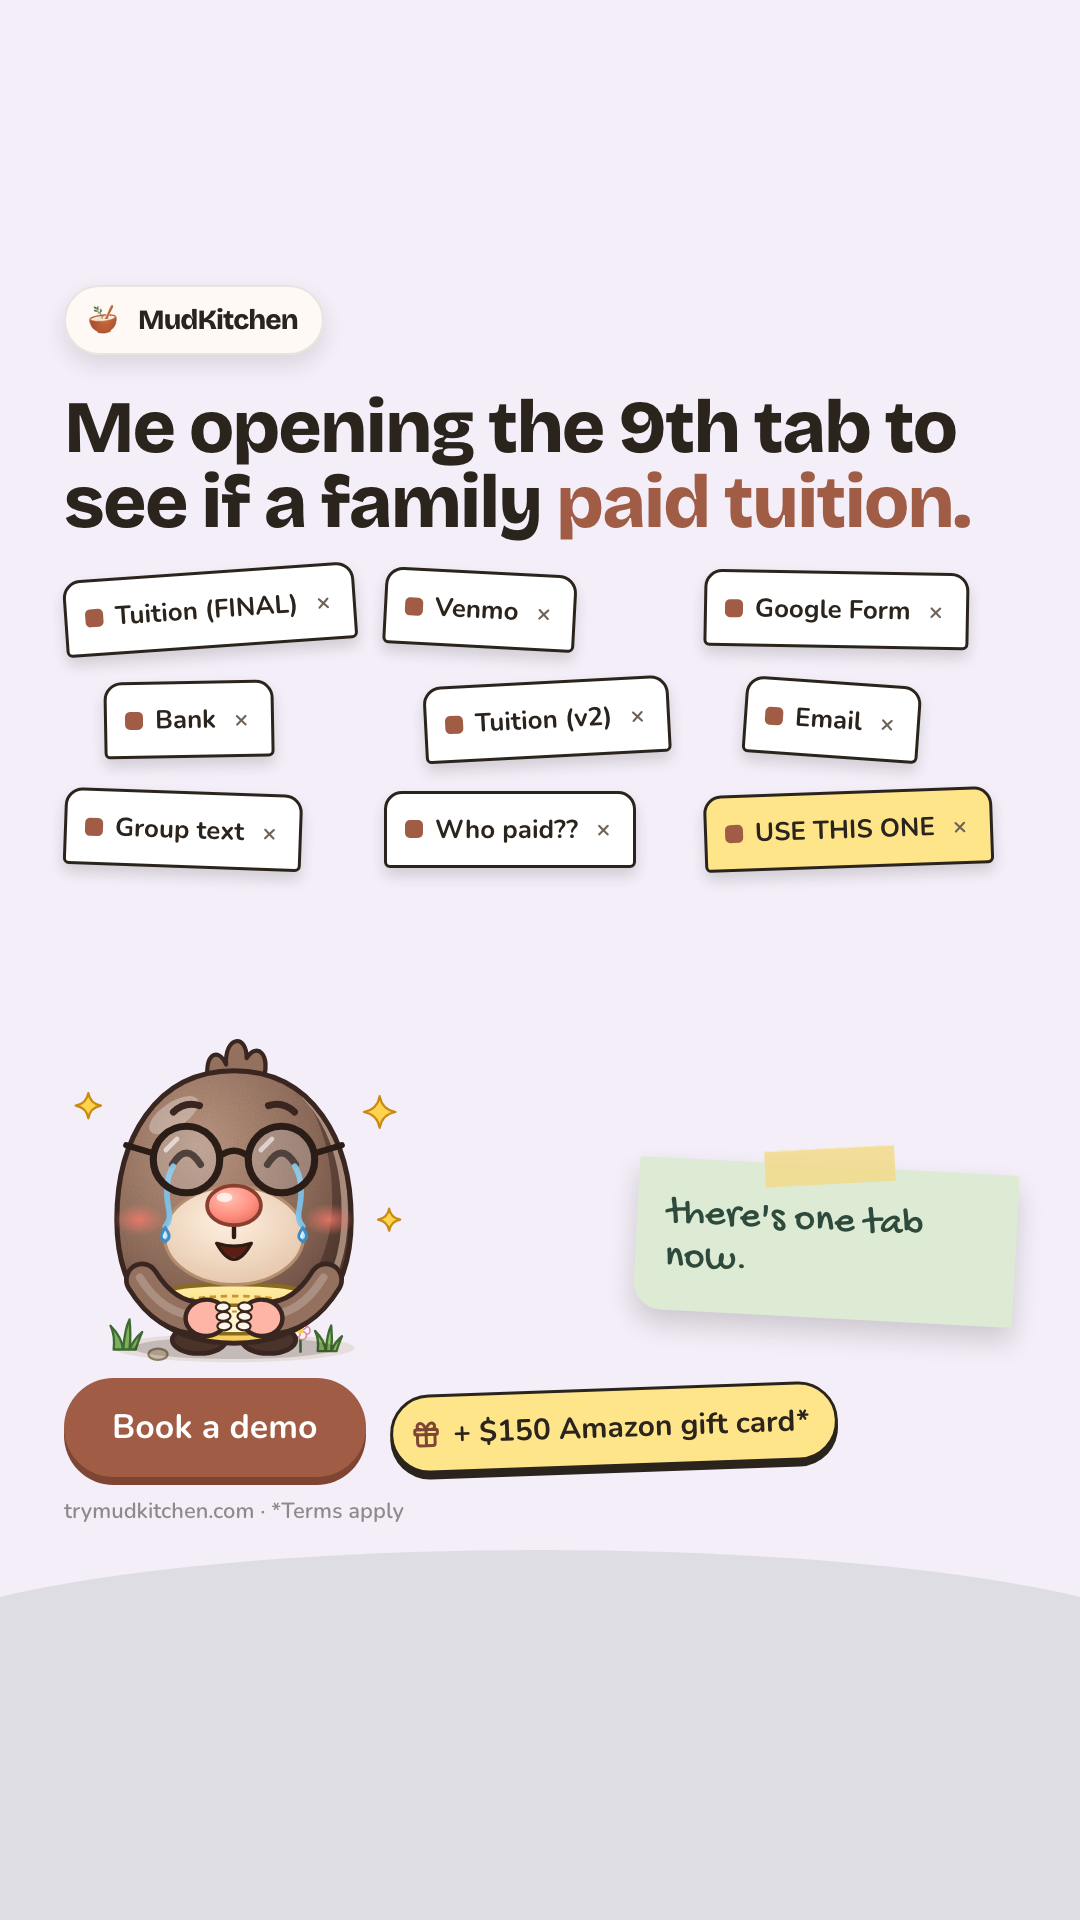 MudKitchen
Me opening the 9th tab to
see if a family paid tuition.
Tuition (FINAL) ×
Venmo ×
Google Form ×
Bank ×
Tuition (v2) ×
Email ×
Group text ×
Who paid?? ×
USE THIS ONE ×
there's one tab
now.
Book a demo
+ $150 Amazon gift card*
trymudkitchen.com · *Terms apply